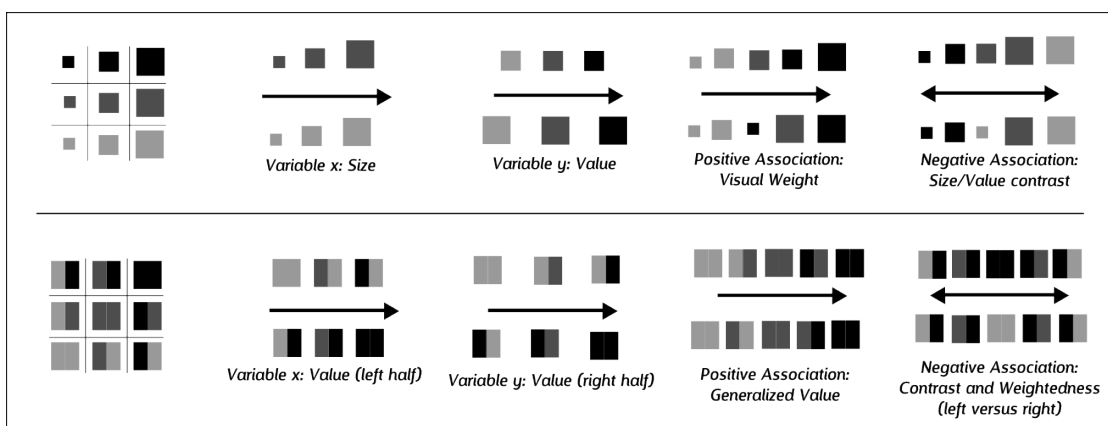 Variable x: Size
Variable y: Value
Positive Association:
Visual Weight
Negative Association:
Size/Value contrast
Variable x: Value (left half)
Variable y: Value (right half)
Positive Association:
Generalized Value
Negative Association:
Contrast and Weightedness
(left versus right)